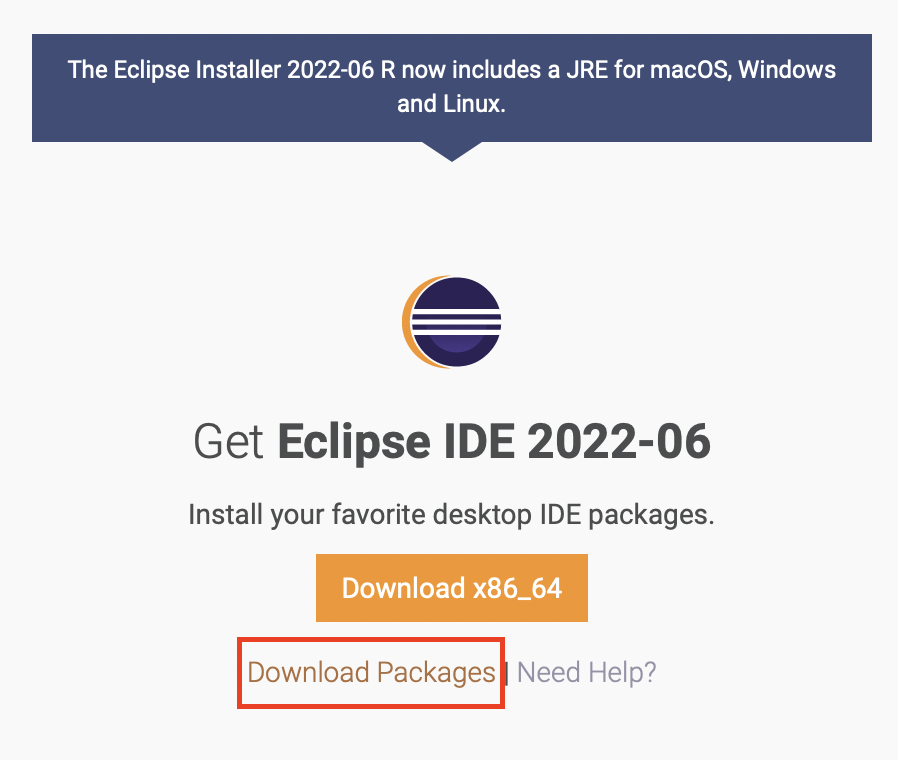 The Eclipse Installer 2022-06 R now includes a JRE for macOS, Windows
and Linux.
Get Eclipse IDE 2022-06
Install your favorite desktop IDE packages.
Download x86_64
Download Packages | Need Help?